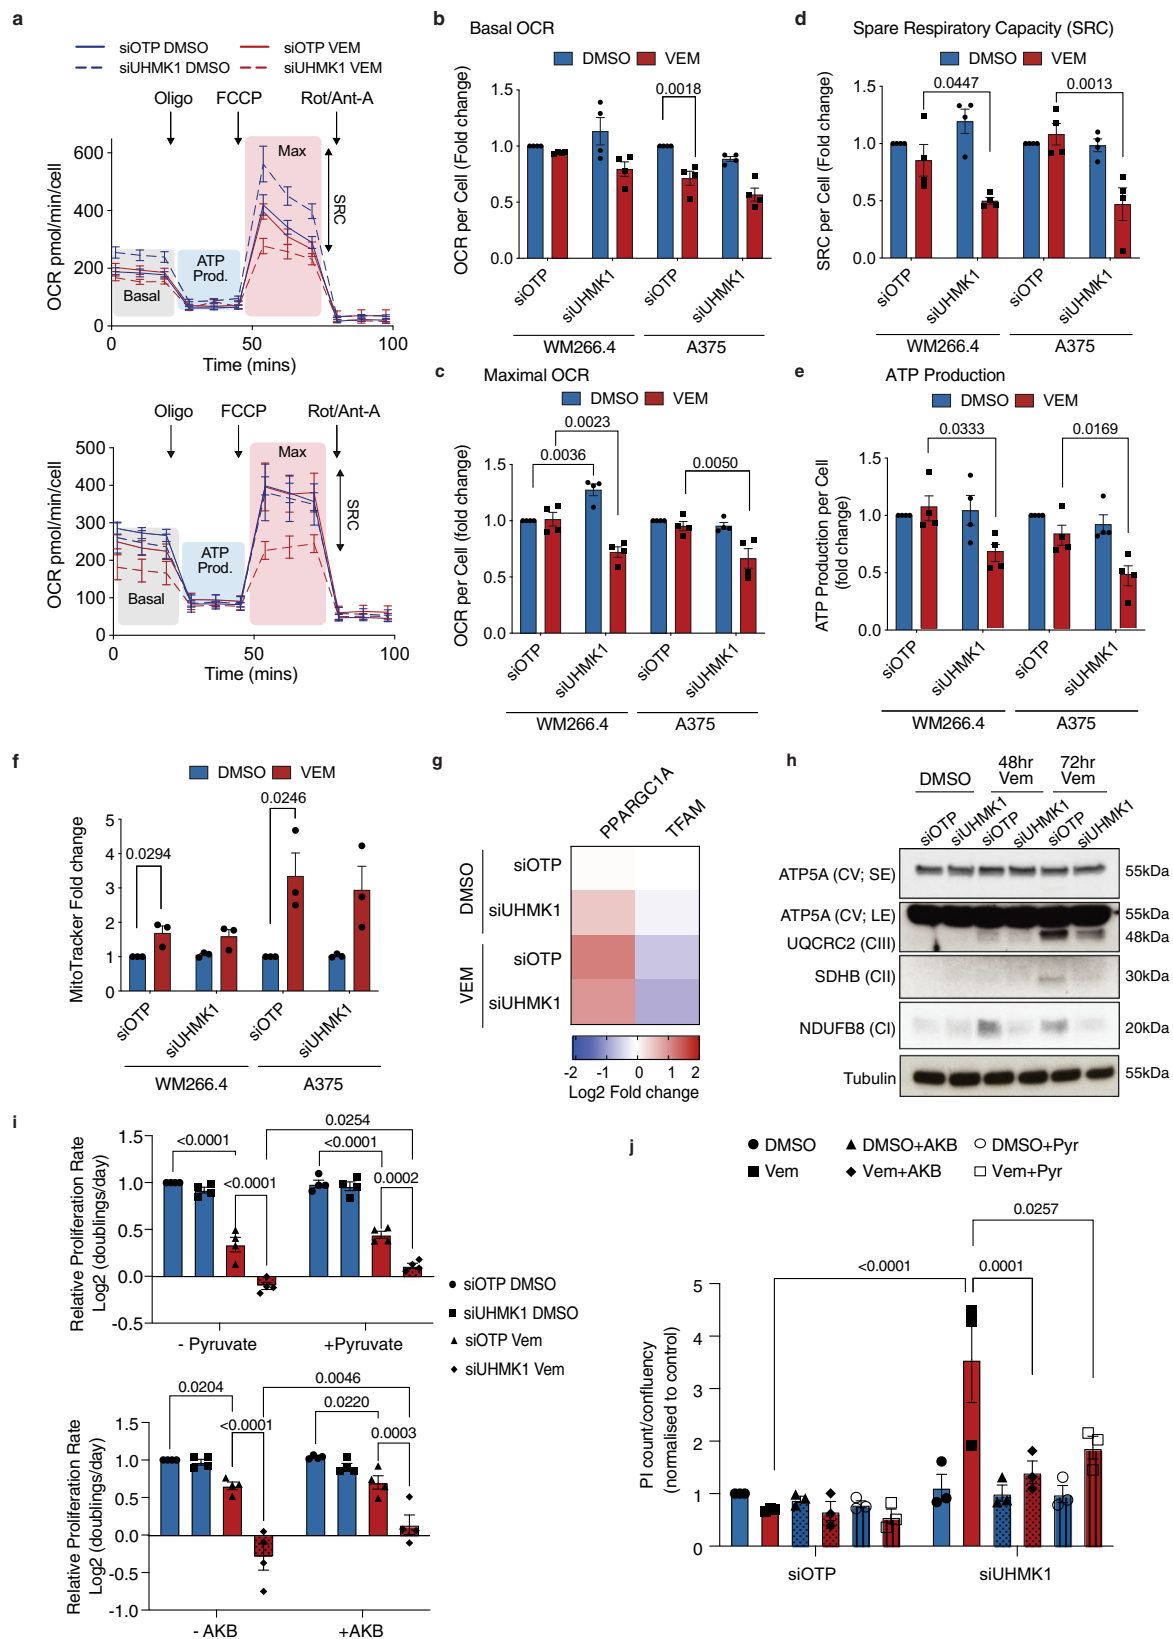 a
siOTP DMSO
siOTP VEM
siUHMK1 DMSO
siUHMK1 VEM
Oligo
FCCP
Rot/Ant-A
OCR pmol/min/cell
600
400
200
0
Max
SRC
ATP
Prod.
Basal
0
50
100
Time (mins)
Oligo
FCCP
Rot/Ant-A
OCR pmol/min/cell
500
400
300
200
100
0
Max
SRC
ATP
Prod.
Basal
0
50
100
Time (mins)
b
Basal OCR
DMSO
VEM
0.0018
OCR per Cell (Fold change)
1.5
1.0
0.5
0.0
siOTP
siUHMK1
siOTP
siUHMK1
WM266.4
A375
c
Maximal OCR
DMSO
VEM
0.0023
0.0036
0.0050
OCR per Cell (fold change)
1.5
1.0
0.5
0.0
siOTP
siUHMK1
siOTP
siUHMK1
WM266.4
A375
d
Spare Respiratory Capacity (SRC)
DMSO
VEM
0.0447
0.0013
SRC per Cell (Fold change)
1.5
1.0
0.5
0.0
siOTP
siUHMK1
siOTP
siUHMK1
WM266.4
A375
e
ATP Production
DMSO
VEM
0.0333
0.0169
ATP Production per Cell
(fold change)
1.5
1.0
0.5
0.0
siOTP
siUHMK1
siOTP
siUHMK1
WM266.4
A375
f
DMSO
VEM
0.0246
0.0294
MitoTracker Fold change
5
4
3
2
1
0
siOTP
siUHMK1
siOTP
siUHMK1
WM266.4
A375
g
PPARGC1A
TFAM
DMSO
siOTP
siUHMK1
VEM
siOTP
siUHMK1
-2
-1
0
1
2
Log2 Fold change
h
DMSO
48hr
Vem
72hr
Vem
siOTP
siUHMK1
siOTP
siUHMK1
siOTP
siUHMK1
ATP5A (CV; SE)
55kDa
ATP5A (CV; LE)
55kDa
UQCRC2 (CIII)
48kDa
SDHB (CII)
30kDa
NDUFB8 (CI)
20kDa
Tubulin
55kDa
i
Relative Proliferation Rate
Log2 (doublings/day)
1.5
1.0
0.5
0.0
-0.5
0.0254
<0.0001
<0.0001
<0.0001
0.0002
- Pyruvate
+Pyruvate
siOTP DMSO
siUHMK1 DMSO
siOTP Vem
siUHMK1 Vem
Relative Proliferation Rate
Log2 (doublings/day)
1.5
1.0
0.5
0.0
-0.5
-1.0
0.0046
0.0204
0.0220
<0.0001
0.0003
- AKB
+AKB
j
DMSO
DMSO+AKB
DMSO+Pyr
Vem
Vem+AKB
Vem+Pyr
0.0257
<0.0001
0.0001
PI count/confluency
(normalised to control)
5
4
3
2
1
0
siOTP
siUHMK1